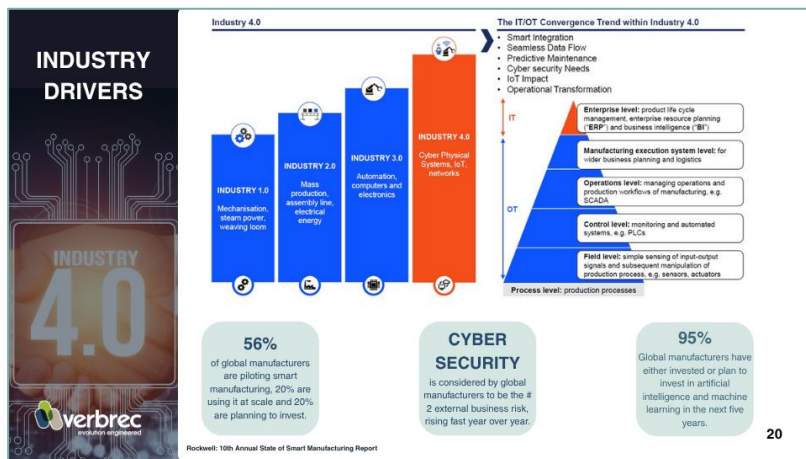 INDUSTRY
DRIVERS
INDUSTRY
4.0
verbrec
evolution engineered
Industry 4.0
INDUSTRY 1.0
Mechanisation,
steam power,
weaving loom
INDUSTRY 2.0
Mass
production,
assembly line,
electrical
energy
INDUSTRY 3.0
Automation,
computers and
electronics
INDUSTRY 4.0
Cyber Physical
Systems, IoT,
networks
The IT/OT Convergence Trend within Industry 4.0
• Smart Integration
• Seamless Data Flow
• Predictive Maintenance
• Cyber security Needs
• IoT Impact
• Operational Transformation
IT
OT
Enterprise level: product life cycle
management, enterprise resource planning
("ERP") and business intelligence ("BI")
Manufacturing execution system level: for
wider business planning and logistics
Operations level: managing operations and
production workflows of manufacturing, e.g.
SCADA
Control level: monitoring and automated
systems, e.g. PLCs
Field level: simple sensing of input-output
signals and subsequent manipulation of
production process, e.g. sensors, actuators
Process level: production processes
56%
of global manufacturers
are piloting smart
manufacturing, 20% are
using it at scale and 20%
are planning to invest.
CYBER
SECURITY
is considered by global
manufacturers to be the #
2 external business risk,
rising fast year over year.
95%
Global manufacturers have
either invested or plan to
invest in artificial
intelligence and machine
learning in the next five
years.
Rockwell: 10th Annual State of Smart Manufacturing Report
20